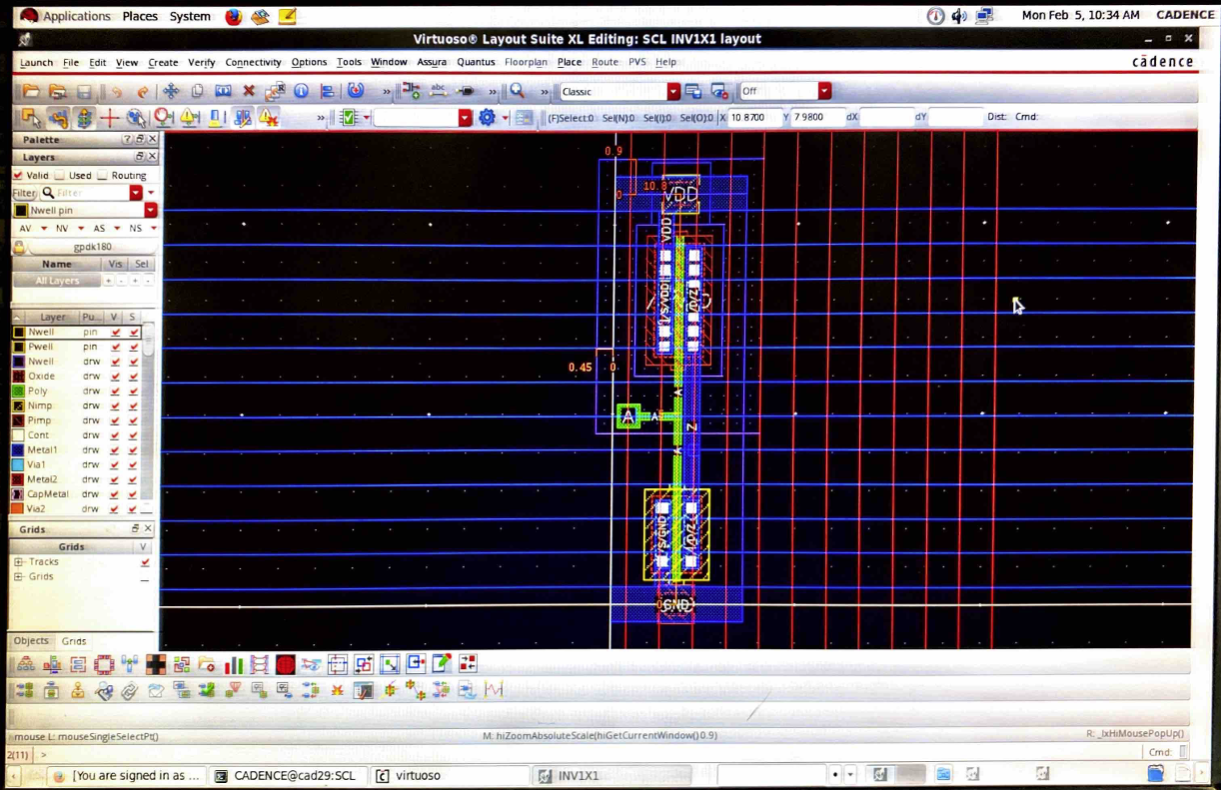 Applications Places System Mon Feb 5, 10:34 AM CADENCE
Virtuoso® Layout Suite XL Editing: SCL INV1X1 layout
Launch File Edit View Create Verify Connectivity Options Tools Window Assura Quantus Floorplan Place Route PVS Help cādence
Classic Off
(F)Select:0 Sel(N):0 Sel(I):0 Sel(O):0 X 10.8700 Y 7.9800 dX dY Dist: Cmd:
Palette
Layers
Valid Used Routing
Filter Filter
Nwell pin
AV NV AS NS
gpdk180
Name Vis Sel
All Layers
Layer Pu... V S
Nwell pin
Pwell pin
Nwell drw
Oxide drw
Poly drw
Nimp drw
Pimp drw
Cont drw
Metal1 drw
Via1 drw
Metal2 drw
CapMetal drw
Via2 drw
Grids
Grids V
Tracks
Grids
Objects Grids
0.9
0 10.8 VDD
VDD
/S/VDD /D/Z
0.45 0
A
A A
Z
A
/S/GND /D/Z
GND
mouse L: mouseSingleSelectPt() M: hiZoomAbsoluteScale(hiGetCurrentWindow() 0.9) R: _lxHiMousePopUp()
2(11) > Cmd:
[You are signed in as ... CADENCE@cad29:SCL virtuoso INV1X1